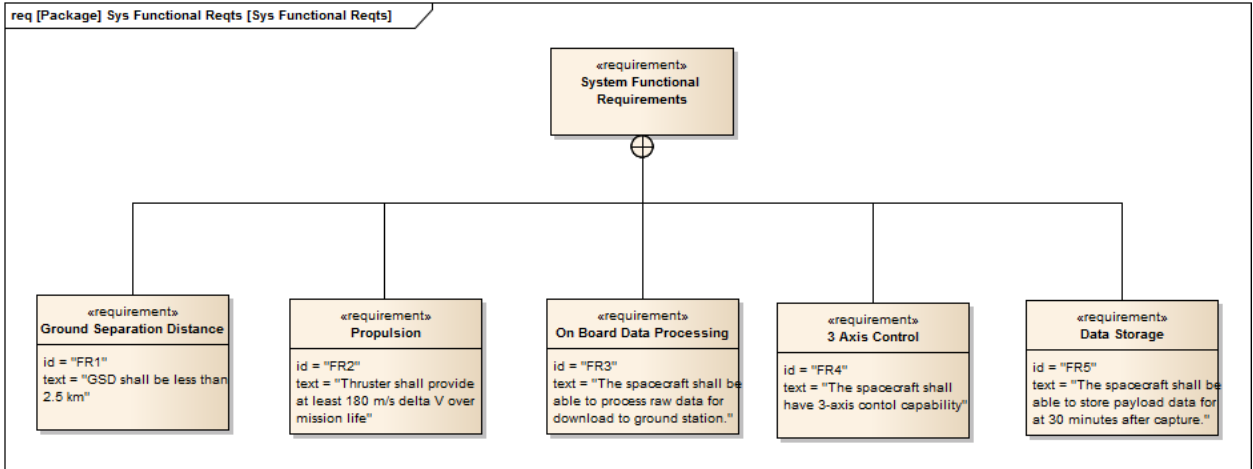 req [Package] Sys Functional Reqts [Sys Functional Reqts]
«requirement»
System Functional
Requirements
«requirement»
Ground Separation Distance
id = "FR1"
text = "GSD shall be less than
2.5 km"
«requirement»
Propulsion
id = "FR2"
text = "Thruster shall provide
at least 180 m/s delta V over
mission life"
«requirement»
On Board Data Processing
id = "FR3"
text = "The spacecraft shall be
able to process raw data for
download to ground station."
«requirement»
3 Axis Control
id = "FR4"
text = "The spacecraft shall
have 3-axis contol capability"
«requirement»
Data Storage
id = "FR5"
text = "The spacecraft shall be
able to store payload data for
at 30 minutes after capture."